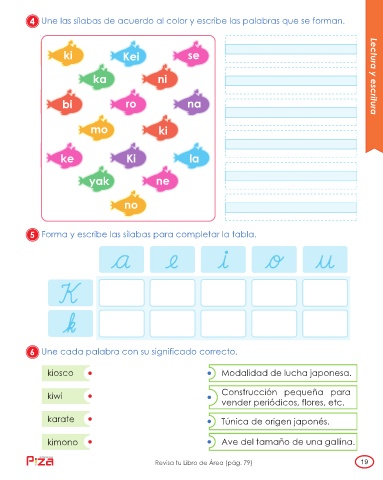 4 Une las sílabas de acuerdo al color y escribe las palabras que se forman.
ki Kei se
ka ni
bi ro na
mo ki
ke Ki la
yak ne
no
Lectura y escritura
5 Forma y escribe las sílabas para completar la tabla.
a e i o u
K
k
6 Une cada palabra con su significado correcto.
kiosco • • Modalidad de lucha japonesa.
kiwi • • Construcción pequeña para
vender periódicos, flores, etc.
karate • • Túnica de origen japonés.
kimono • • Ave del tamaño de una gallina.
Piza
Revisa tu Libro de Área (pág. 79)
19